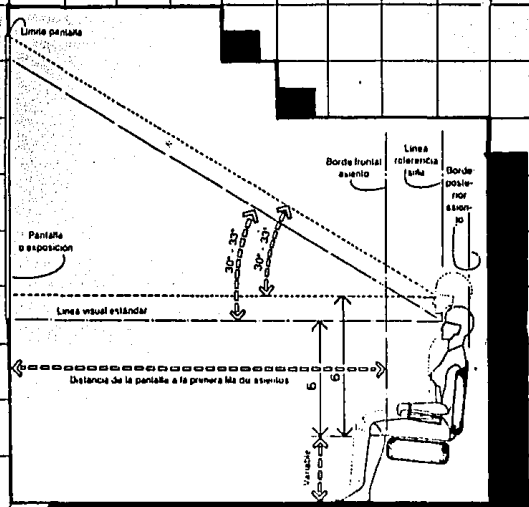 Límite pantalla
Borde frontal
asiento
Línea
referencia
silla
Borde
poste-
rior
asien-
to
Pantalla
o exposición
30° - 33°
30° - 33°
Línea visual estándar
Distancia de la pantalla a la primera fila de asientos
Variable